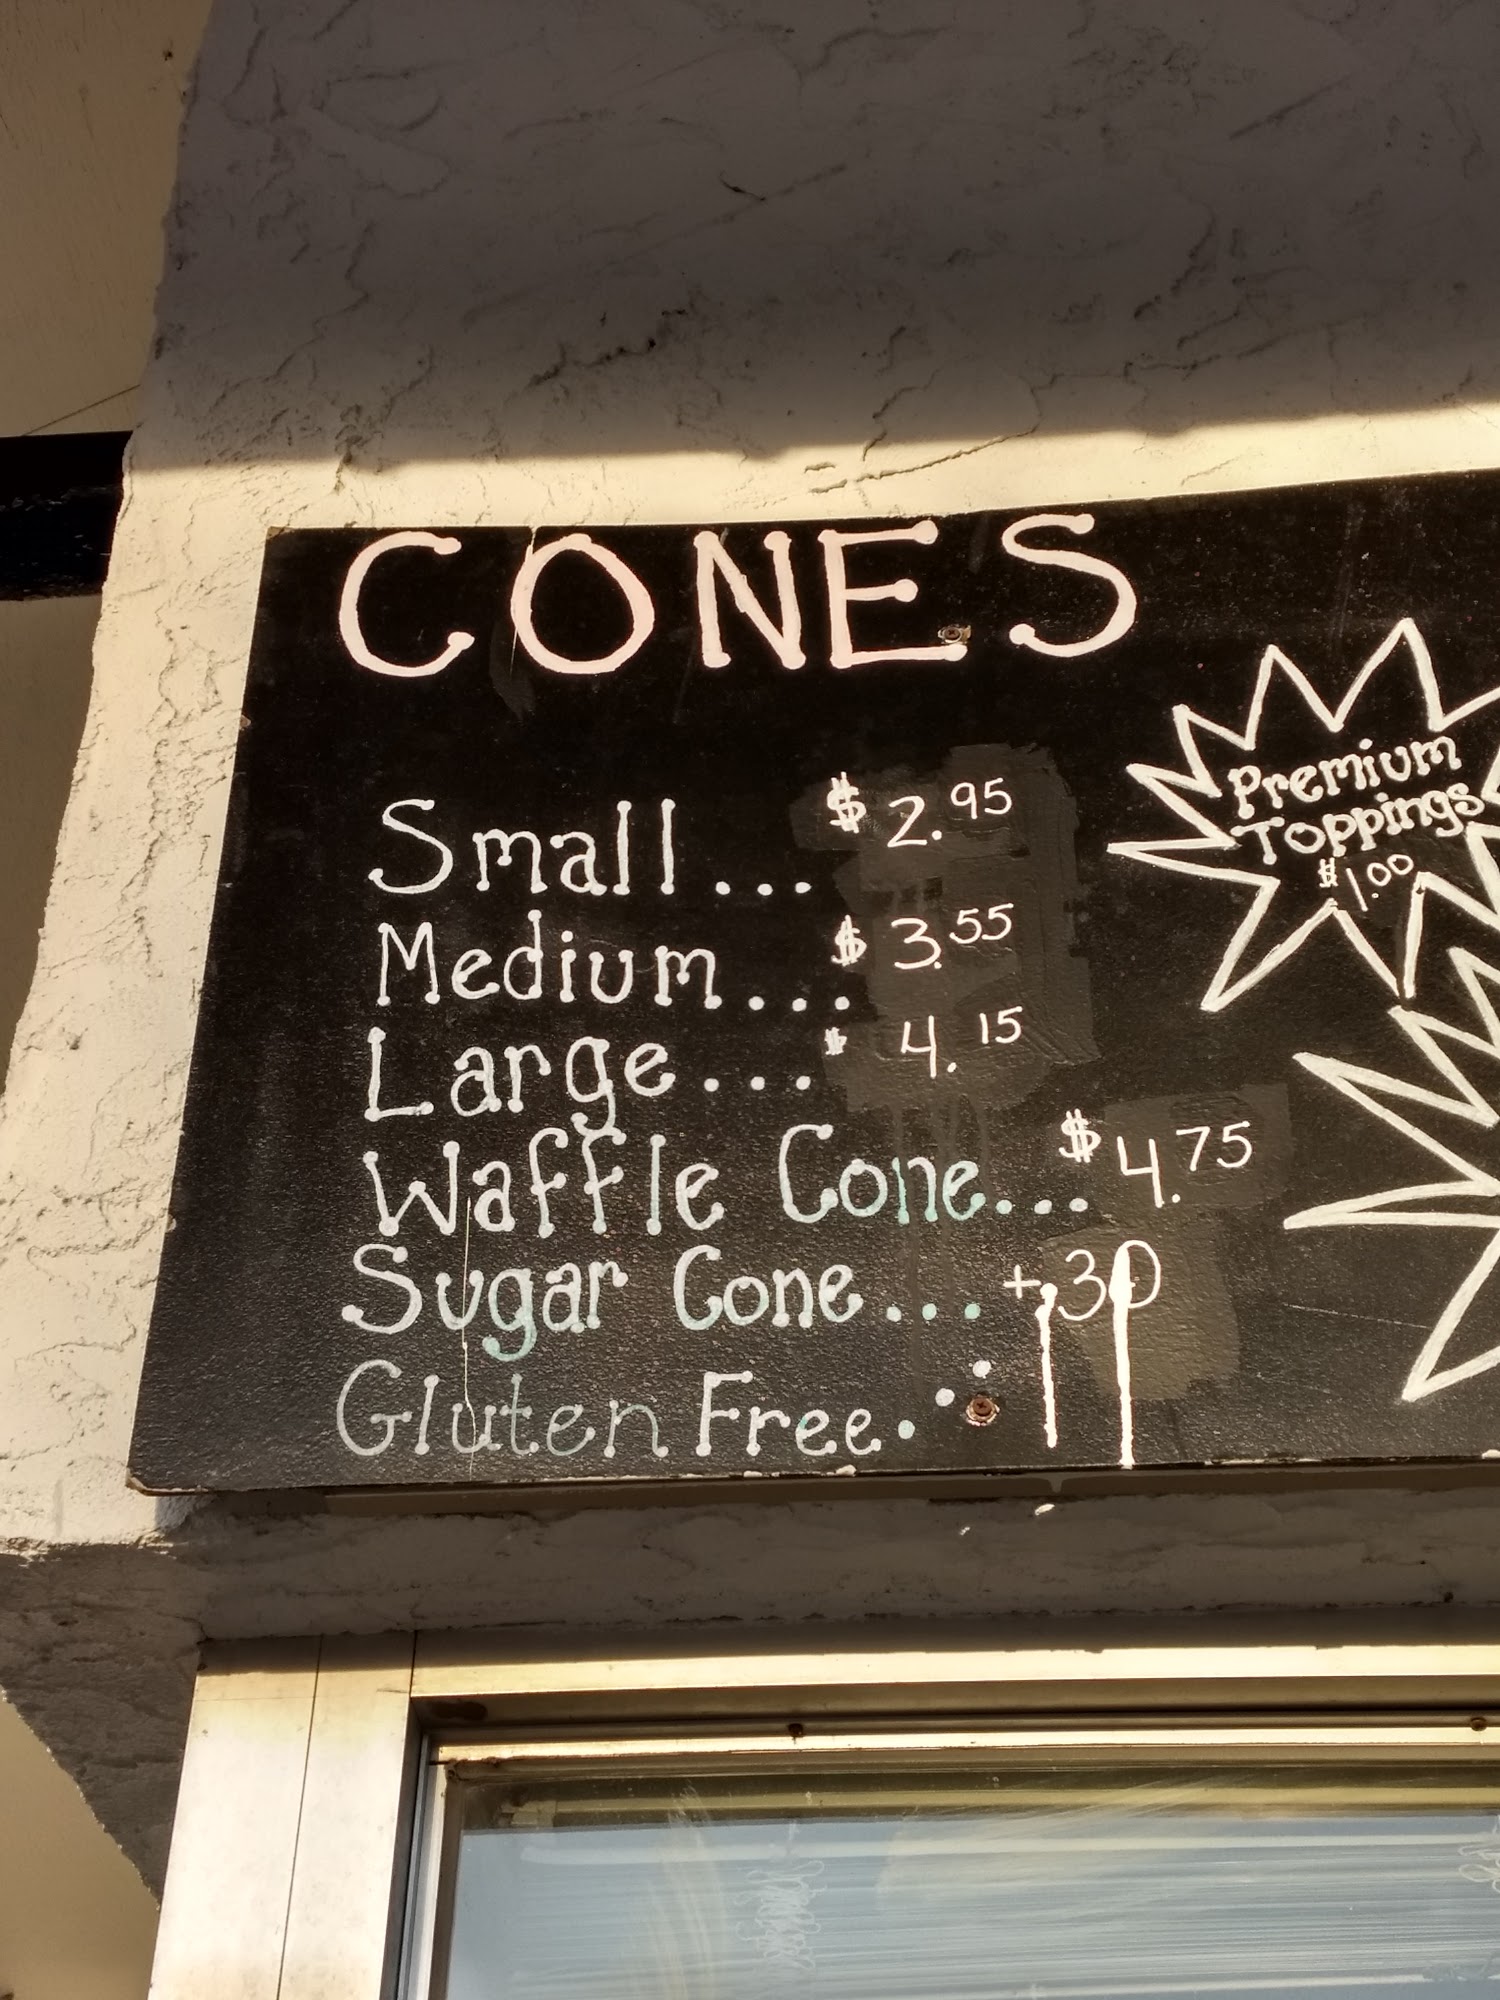 CONES
Small... $2.95
Medium... $3.55
Large... $4.15
Waffle Cone... $4.75
Sugar Cone... +.30
Gluten Free...
Premium
Toppings
$1.00